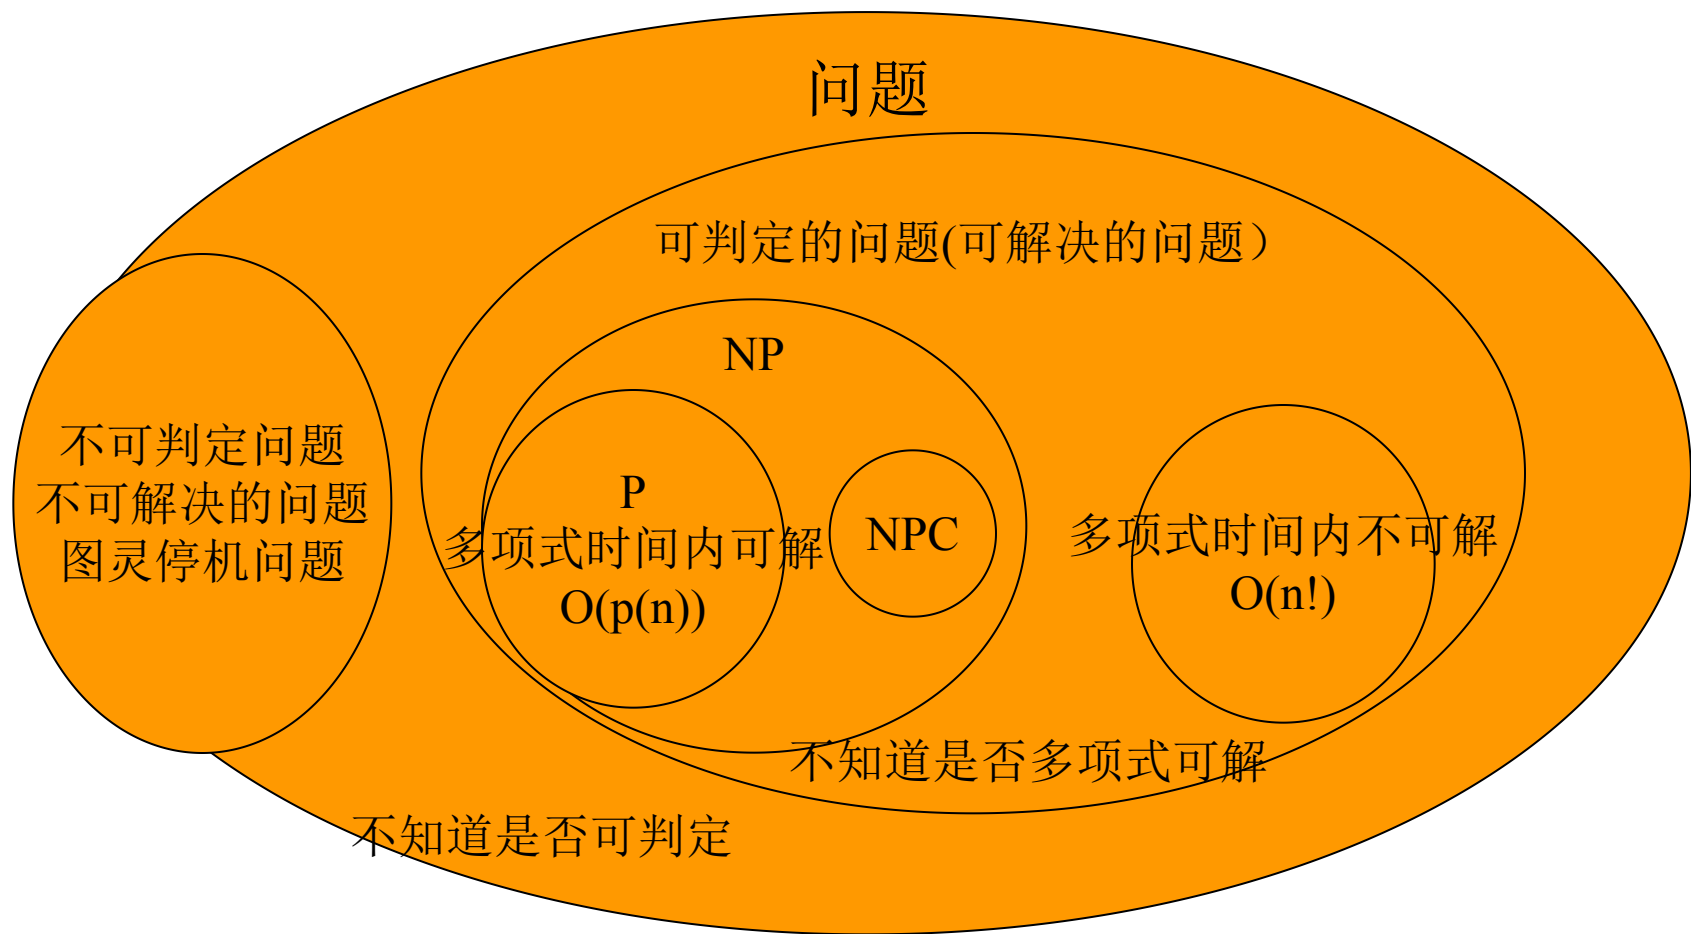 问题
可判定的问题(可解决的问题）
NP
不可判定问题
不可解决的问题
图灵停机问题
P
多项式时间内可解
O(p(n))
NPC
多项式时间内不可解
O(n!)
不知道是否多项式可解
不知道是否可判定